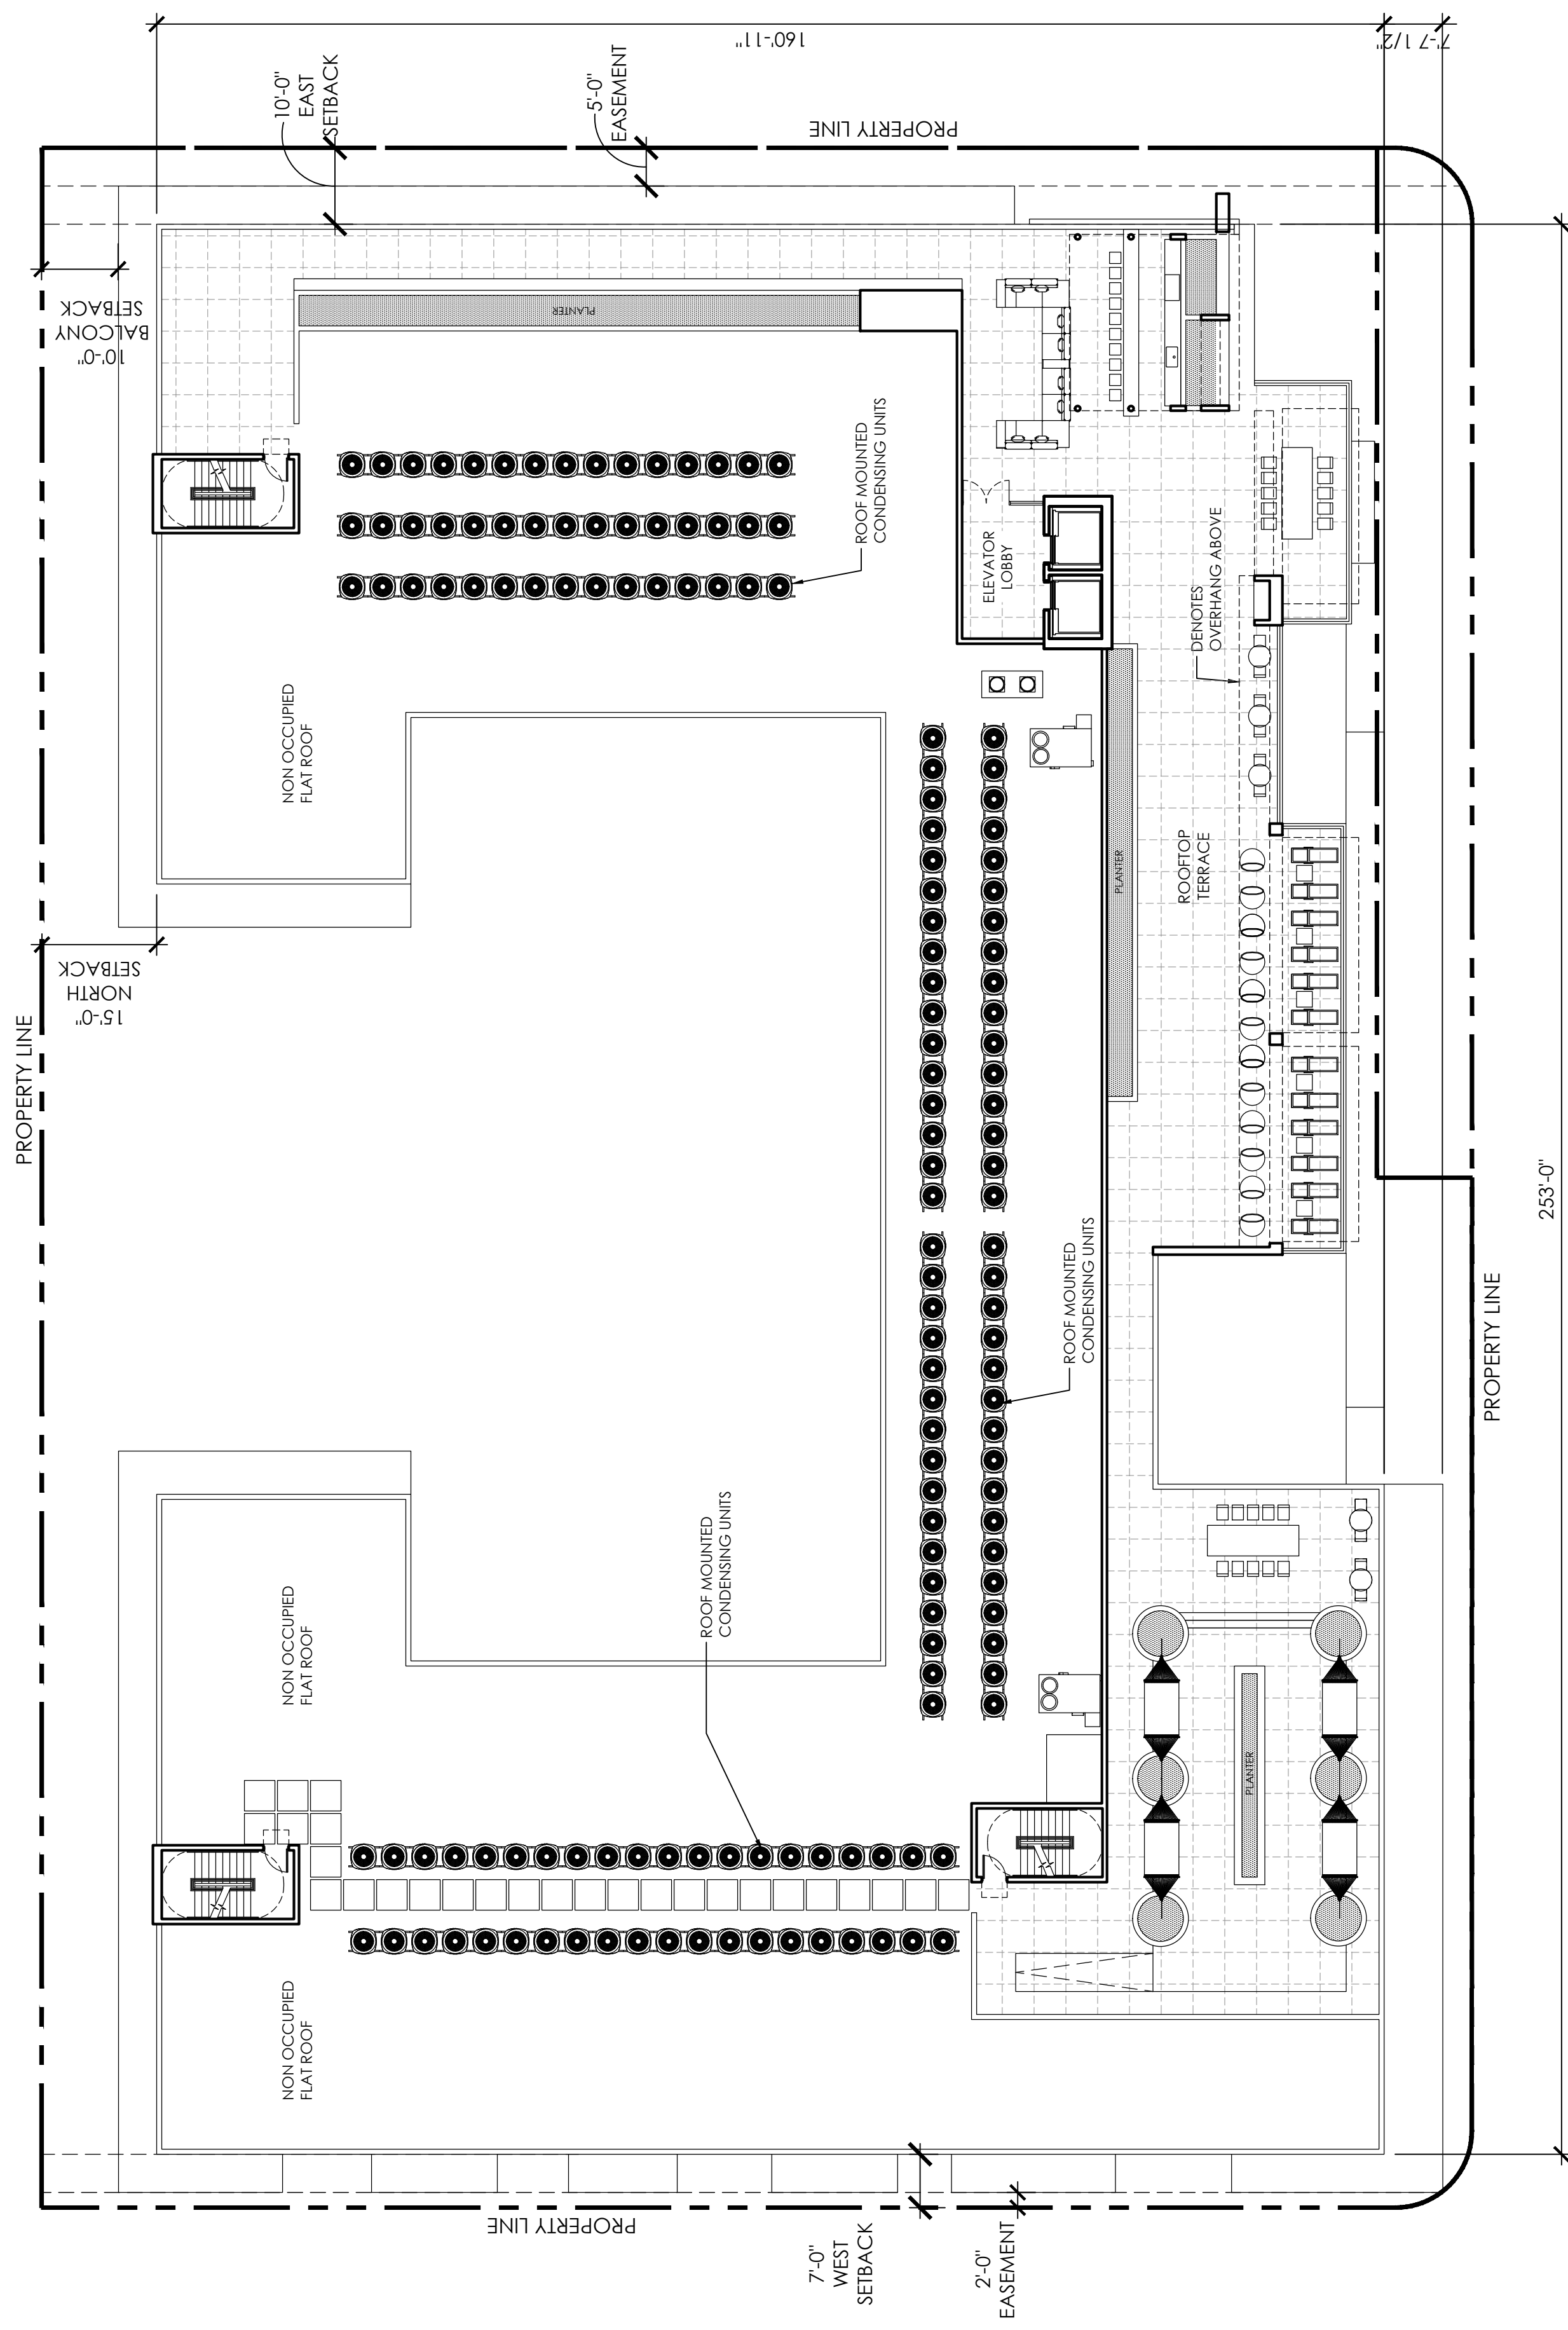 160'-11"
7'-7 1/2"
10'-0"
EAST
SETBACK
5'-0"
EASEMENT
PROPERTY LINE
10'-0"
BALCONY
SETBACK
PLANTER
ROOF MOUNTED
CONDENSING UNITS
ELEVATOR
LOBBY
DENOTES
OVERHANG ABOVE
NON OCCUPIED
FLAT ROOF
PLANTER
ROOFTOP
TERRACE
15'-0"
NORTH
SETBACK
PROPERTY LINE
253'-0"
ROOF MOUNTED
CONDENSING UNITS
PROPERTY LINE
ROOF MOUNTED
CONDENSING UNITS
NON OCCUPIED
FLAT ROOF
PLANTER
NON OCCUPIED
FLAT ROOF
PROPERTY LINE
7'-0"
WEST
SETBACK
2'-0"
EASEMENT